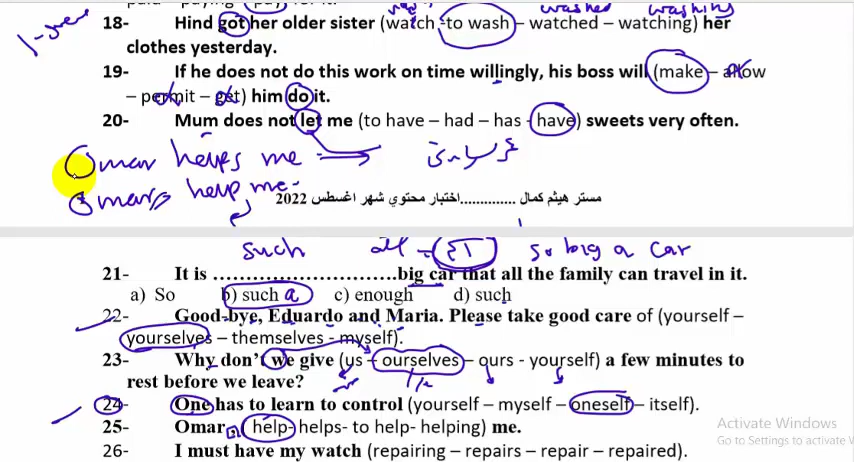 washed washing
18- Hind got her older sister (watch -to wash – watched – watching) her
clothes yesterday.
19- If he does not do this work on time willingly, his boss will (make – allow
– permit – get) him do it.
20- Mum does not let me (to have – had – has - have) sweets very often.
Omar helps me
Omar, help me.
مستر هيثم كمال ..............اختبار محتوي شهر اغسطس 2022
such so big a car
21- It is ................................big car that all the family can travel in it.
a) So b) such a c) enough d) such
22- Good-bye, Eduardo and Maria. Please take good care of (yourself –
yourselves – themselves - myself).
23- Why don't we give (us – ourselves – ours - yourself) a few minutes to
rest before we leave?
24- One has to learn to control (yourself – myself – oneself – itself).
25- Omar, (help- helps- to help- helping) me.
26- I must have my watch (repairing – repairs – repair – repaired).
Activate Windows
Go to Settings to activate W